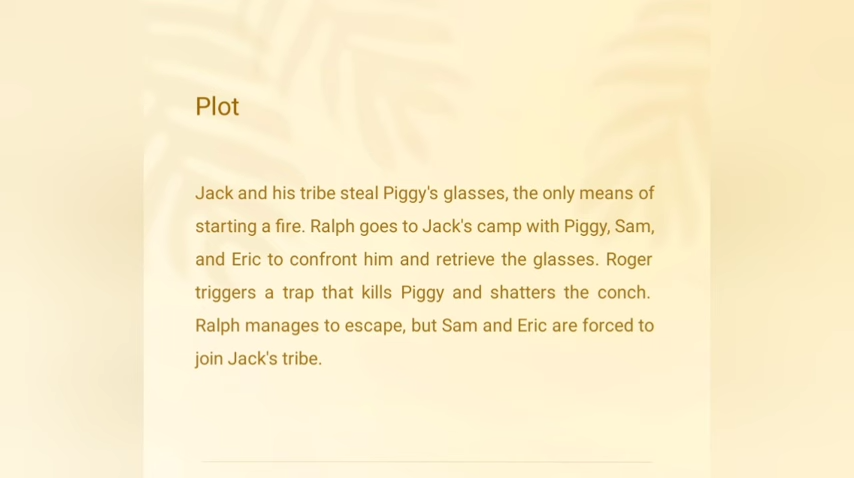 Plot
Jack and his tribe steal Piggy's glasses, the only means of
starting a fire. Ralph goes to Jack's camp with Piggy, Sam,
and Eric to confront him and retrieve the glasses. Roger
triggers a trap that kills Piggy and shatters the conch.
Ralph manages to escape, but Sam and Eric are forced to
join Jack's tribe.